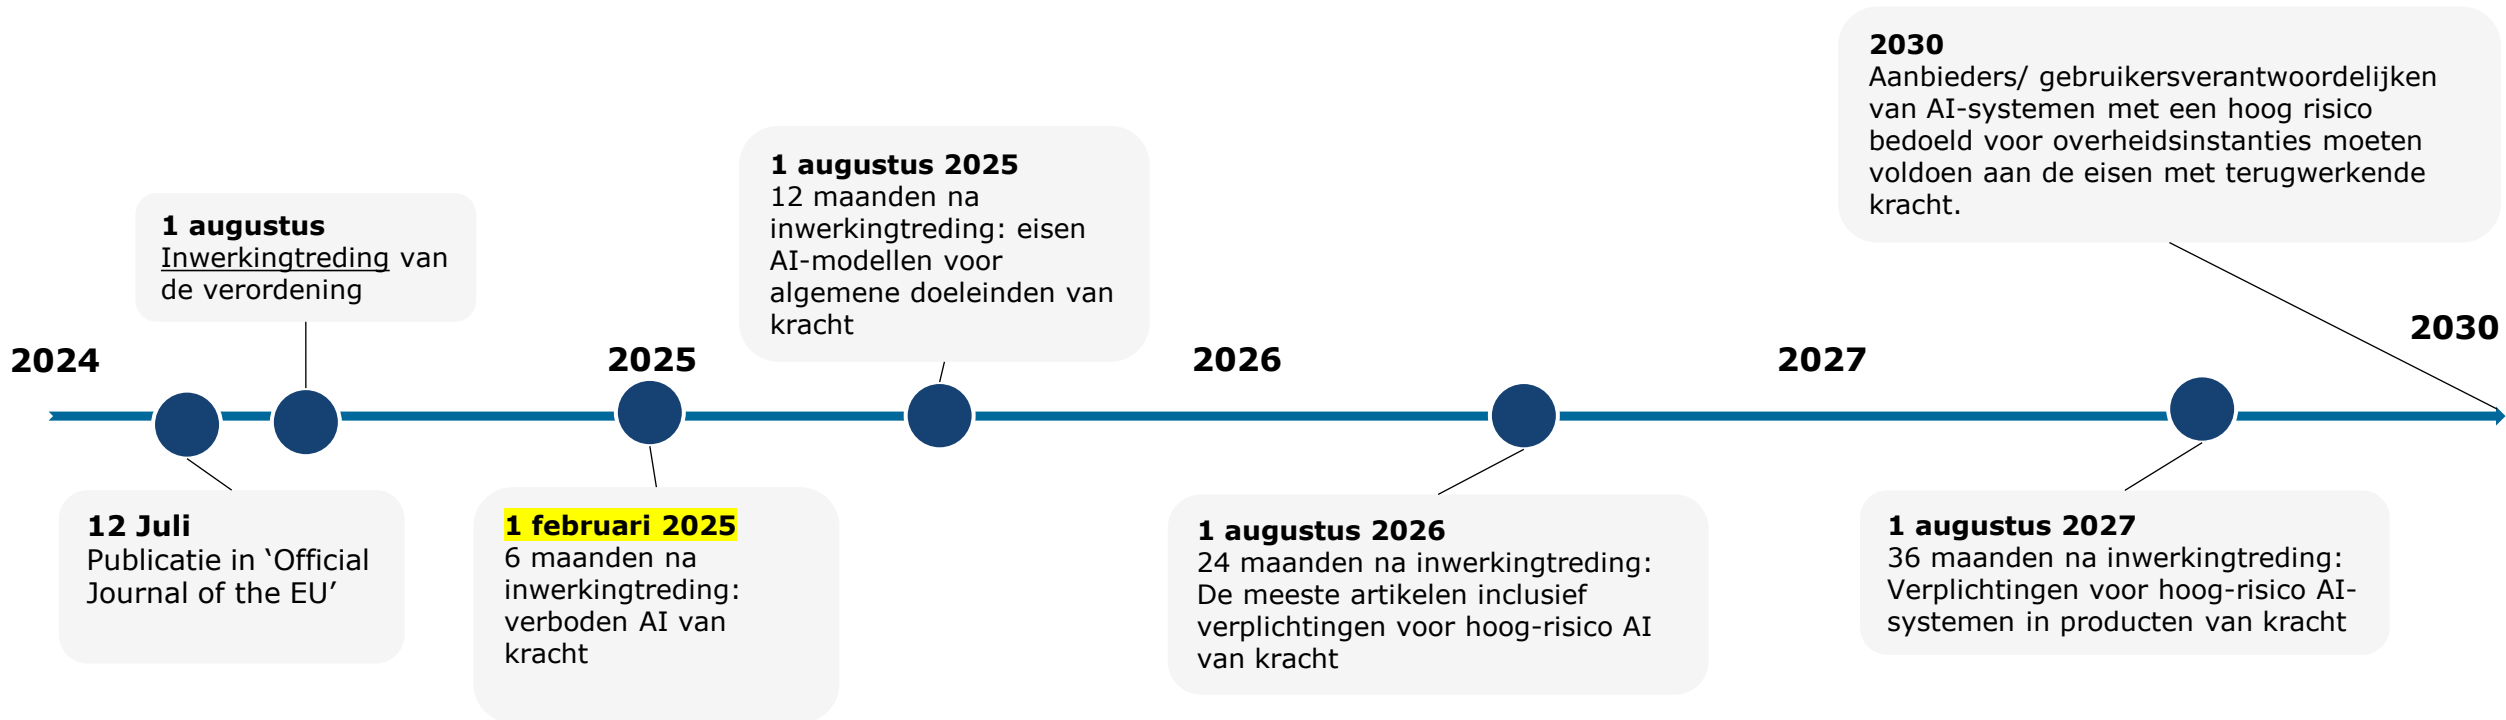 2030
Aanbieders/ gebruikersverantwoordelijken
van AI-systemen met een hoog risico
bedoeld voor overheidsinstanties moeten
voldoen aan de eisen met terugwerkende
kracht.
1 augustus 2025
12 maanden na
inwerkingtreding: eisen
AI-modellen voor
algemene doeleinden van
kracht
1 augustus
Inwerkingtreding van
de verordening
2024
2025
2026
2027
2030
12 Juli
Publicatie in ‘Official
Journal of the EU’
1 februari 2025
6 maanden na
inwerkingtreding:
verboden AI van
kracht
1 augustus 2026
24 maanden na inwerkingtreding:
De meeste artikelen inclusief
verplichtingen voor hoog-risico AI
van kracht
1 augustus 2027
36 maanden na inwerkingtreding:
Verplichtingen voor hoog-risico AI-
systemen in producten van kracht